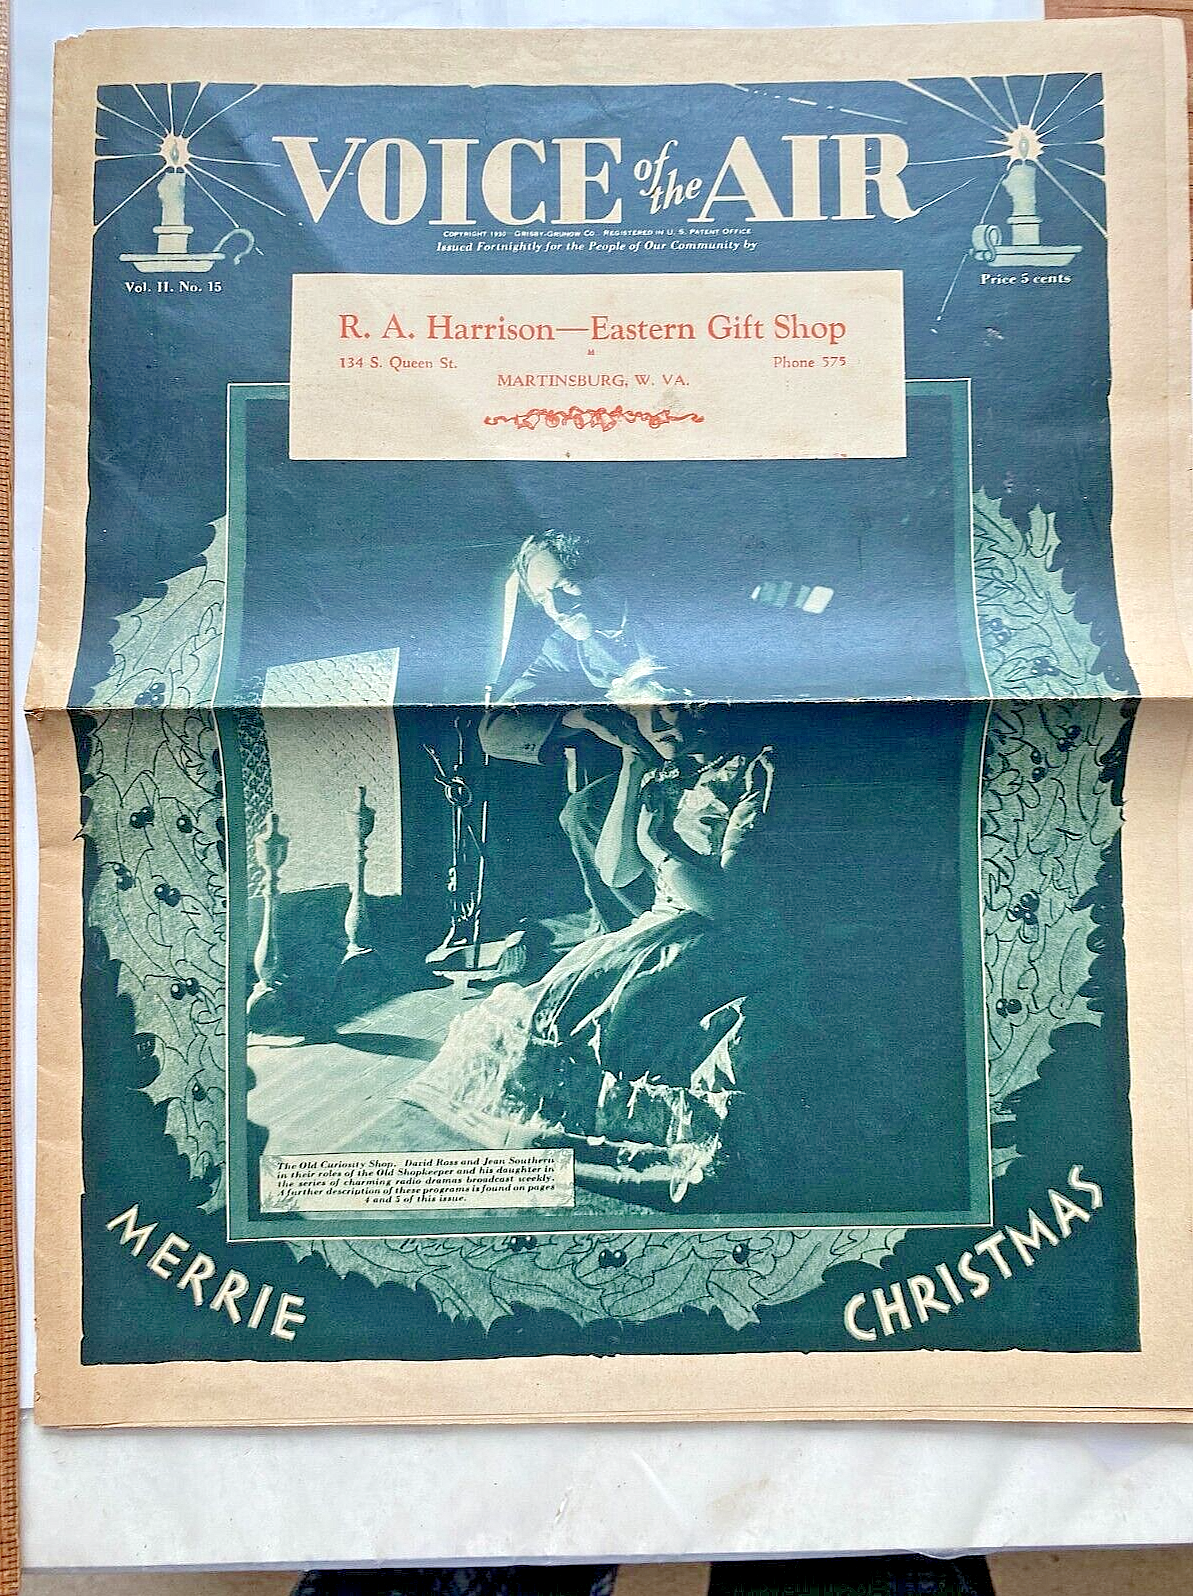 VOICE of the AIR
COPYRIGHT 1930 GRIGSBY-GRUNOW CO. REGISTERED IN U. S. PATENT OFFICE
Issued Fortnightly for the People of Our Community by
Vol. II. No. 15
Price 5 cents
R. A. Harrison—Eastern Gift Shop
134 S. Queen St. Phone 575
MARTINSBURG, W. VA.
The Old Curiosity Shop. David Ross and Jean Southern
in their roles of the Old Shopkeeper and his daughter in
the series of charming radio dramas broadcast weekly.
A further description of these programs is found on pages
4 and 5 of this issue.
MERRIE CHRISTMAS